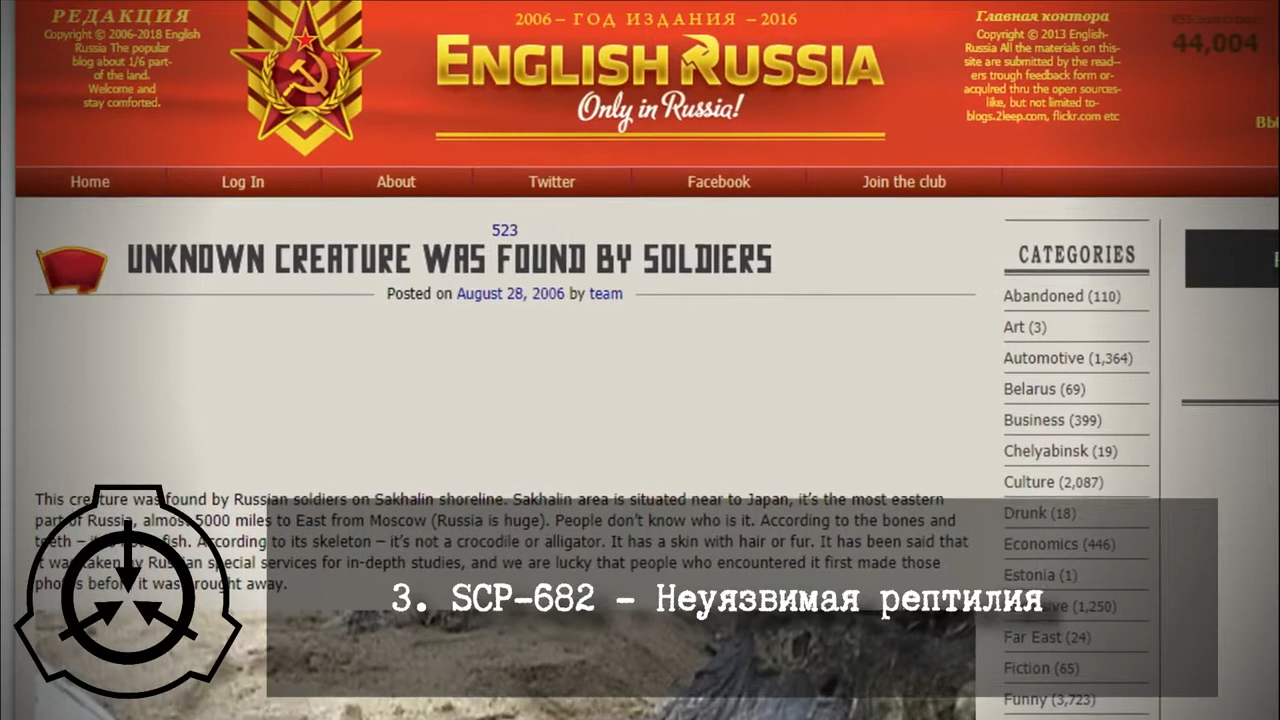 РЕДАКЦИЯ
Copyright © 2006-2018 English
Russia The popular
blog about 1/6 part-
of the land.
Welcome and
stay comforted.
2006 – ГОД ИЗДАНИЯ – 2016
ENGLISH RUSSIA
Only in Russia!
Главная контора
Copyright © 2013 English-
Russia All the materials on this-
site are submitted by the read–
ers trough feedback form or-
acqulred thru the open sources-
like, but not limited to-
blogs.2leep.com, flickr.com etc
44,004
Home
Log In
About
Twitter
Facebook
Join the club
523
UNKNOWN CREATURE WAS FOUND BY SOLDIERS
Posted on August 28, 2006 by team
This creature was found by Russian soldiers on Sakhalin shoreline. Sakhalin area is situated near to Japan, it's the most eastern
part of Russia, almost 5000 miles to East from Moscow (Russia is huge). People don't know who is it. According to the bones and
teeth – fish. According to its skeleton – it's not a crocodile or alligator. It has a skin with hair or fur. It has been said that
it was taken by Russian special services for in-depth studies, and we are lucky that people who encountered it first made those
photos before it was brought away.
CATEGORIES
Abandoned (110)
Art (3)
Automotive (1,364)
Belarus (69)
Business (399)
Chelyabinsk (19)
Culture (2,087)
Drunk (18)
Economics (446)
Estonia (1)
(1,250)
Far East (24)
Fiction (65)
Funny (3,723)
3. SCP-682 - Неуязвимая рептилия